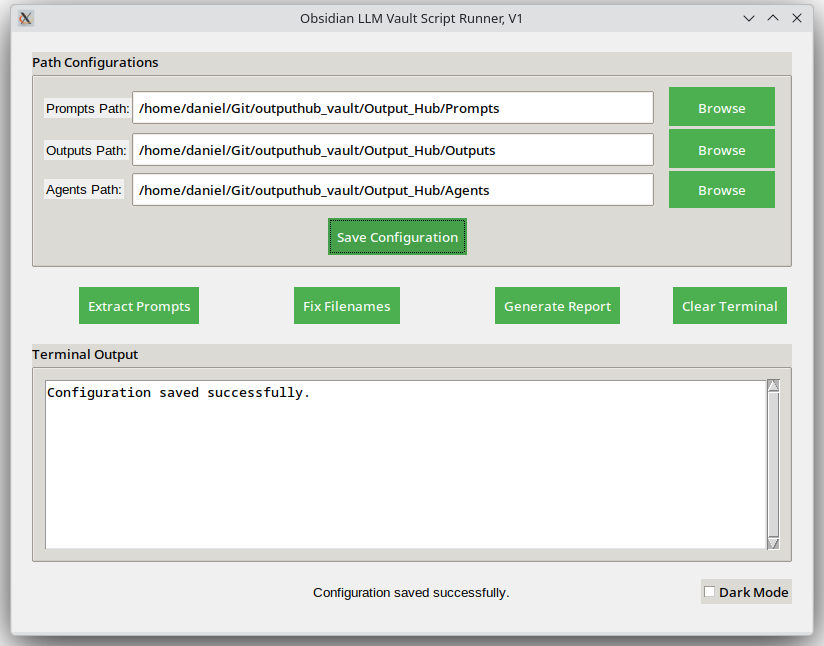 Obsidian LLM Vault Script Runner, V1
Path Configurations
Prompts Path: /home/daniel/Git/outputhub_vault/Output_Hub/Prompts Browse
Outputs Path: /home/daniel/Git/outputhub_vault/Output_Hub/Outputs Browse
Agents Path: /home/daniel/Git/outputhub_vault/Output_Hub/Agents Browse
Save Configuration
Extract Prompts Fix Filenames Generate Report Clear Terminal
Terminal Output
Configuration saved successfully.
Configuration saved successfully. Dark Mode